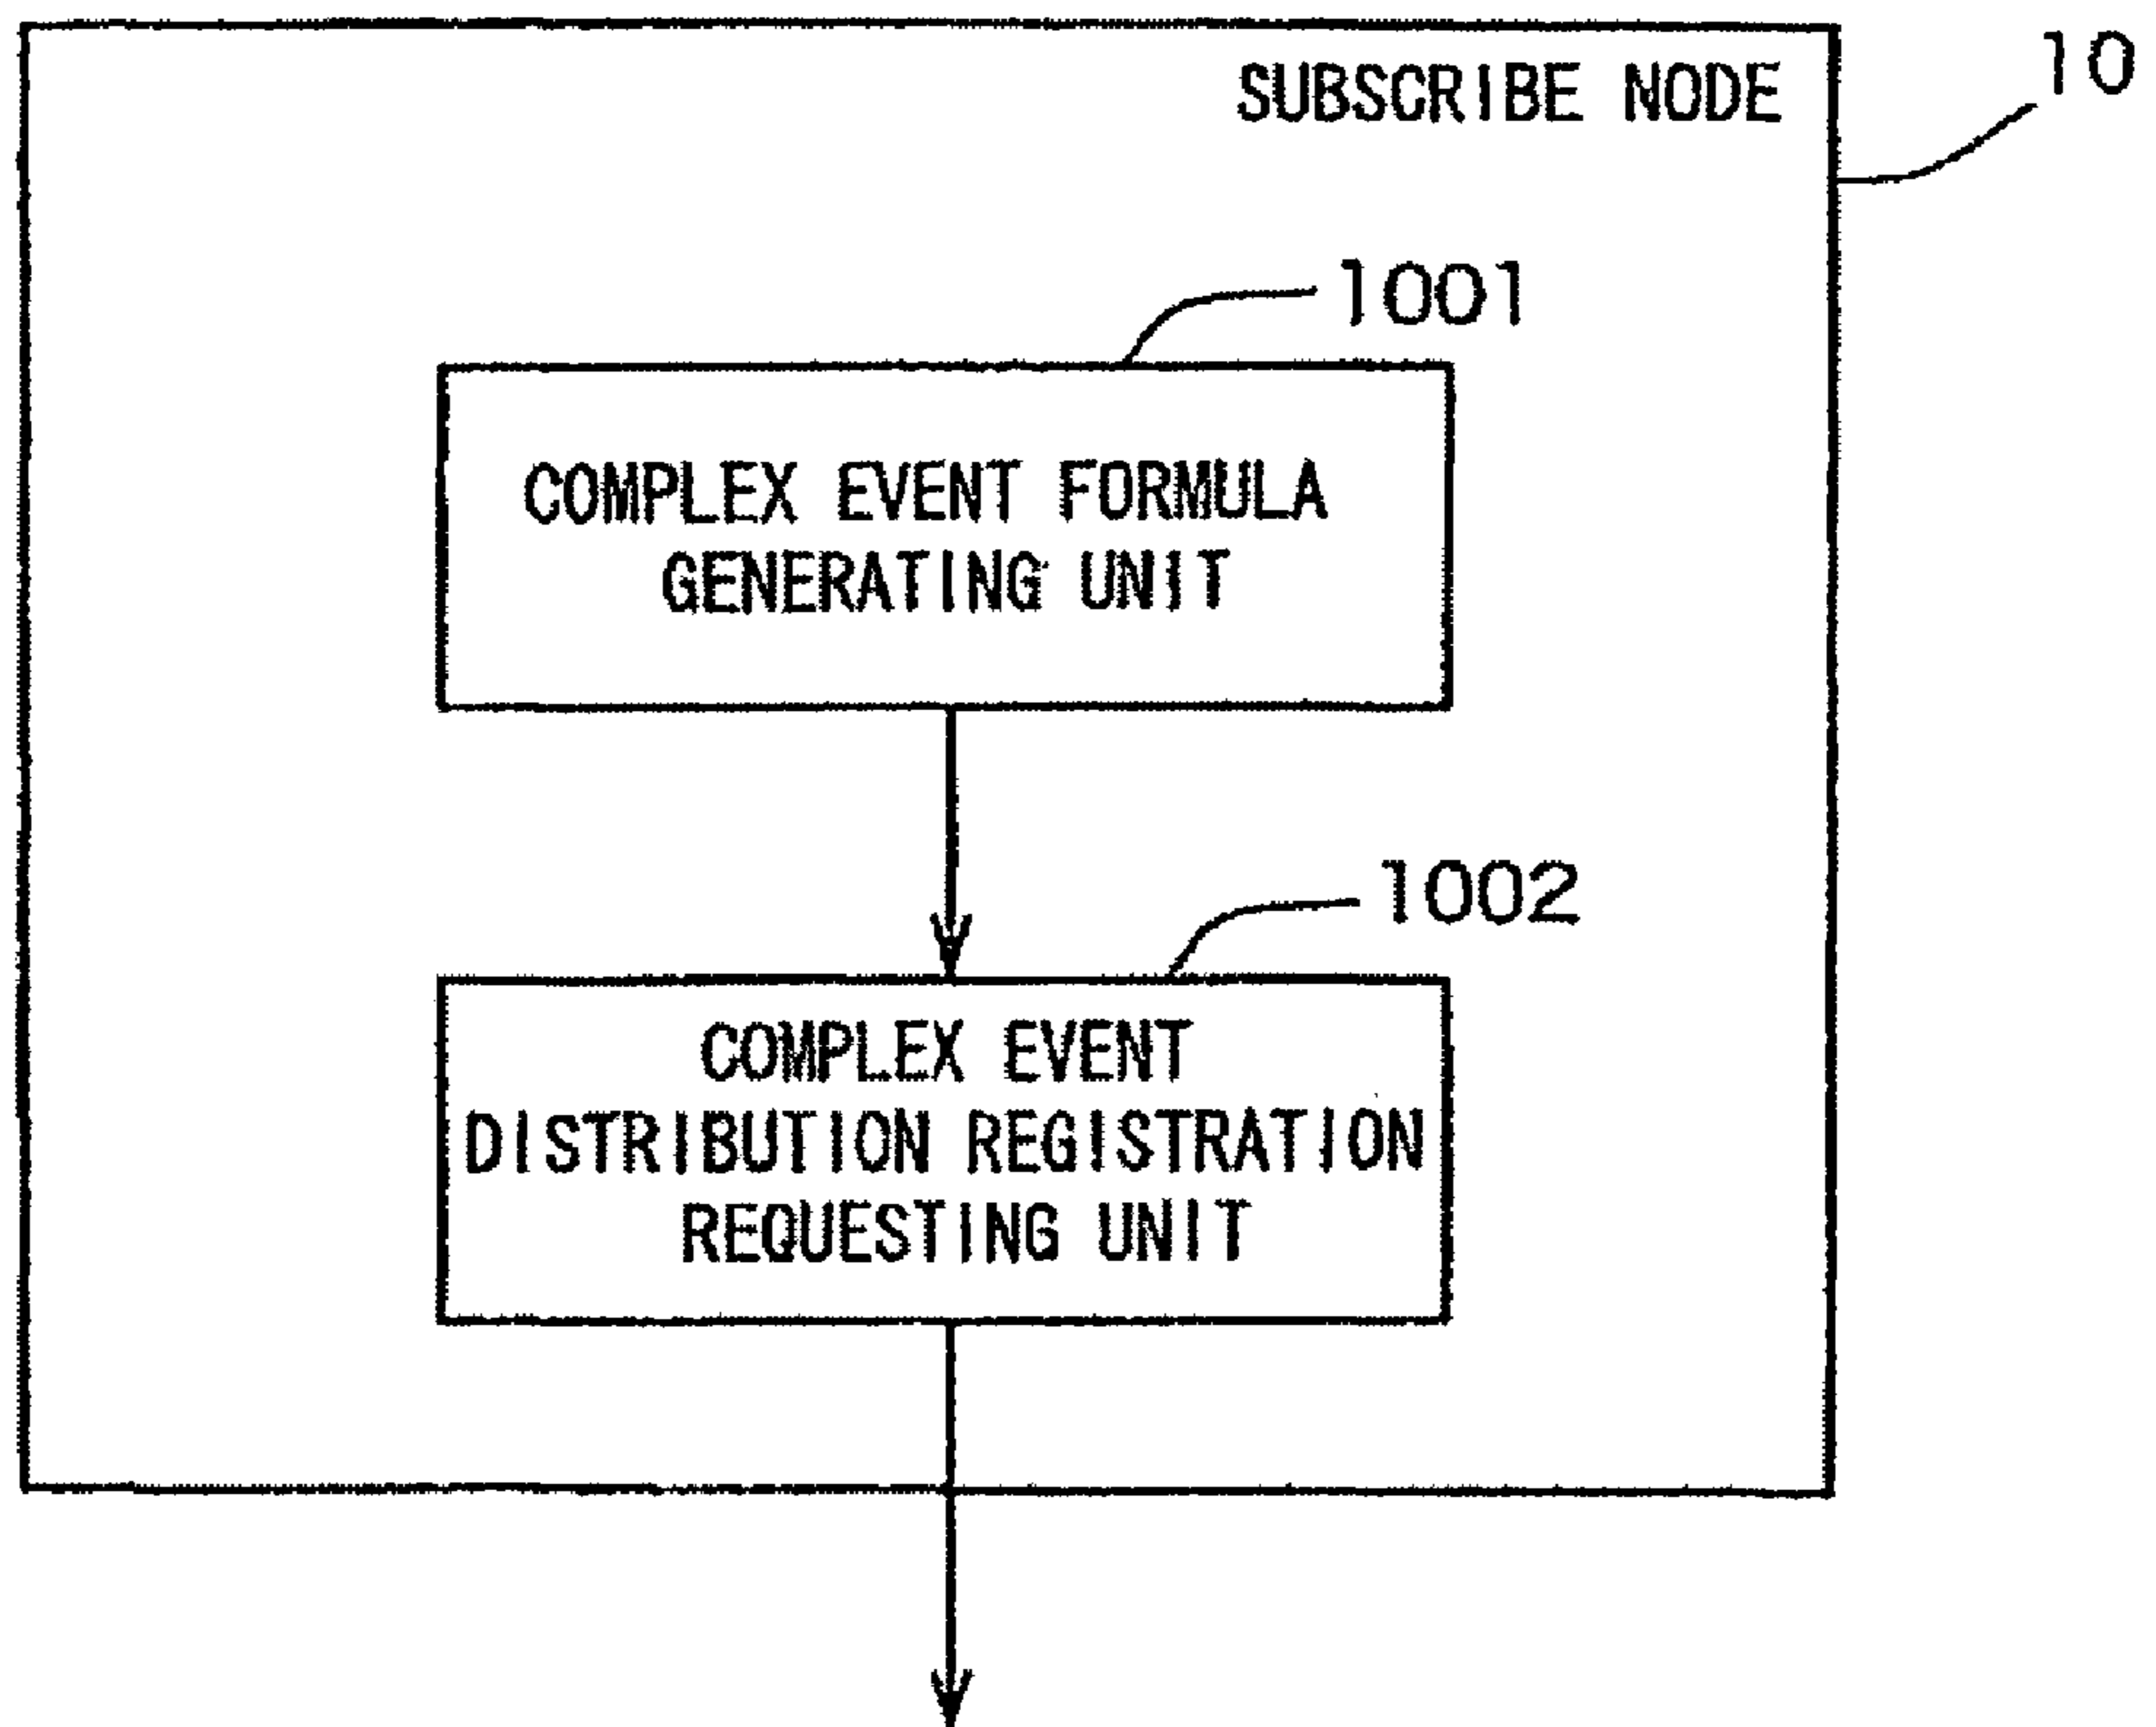 10
SUBSCRIBE NODE
1001
COMPLEX EVENT FORMULA
GENERATING UNIT
1002
COMPLEX EVENT
DISTRIBUTION REGISTRATION
REQUESTING UNIT